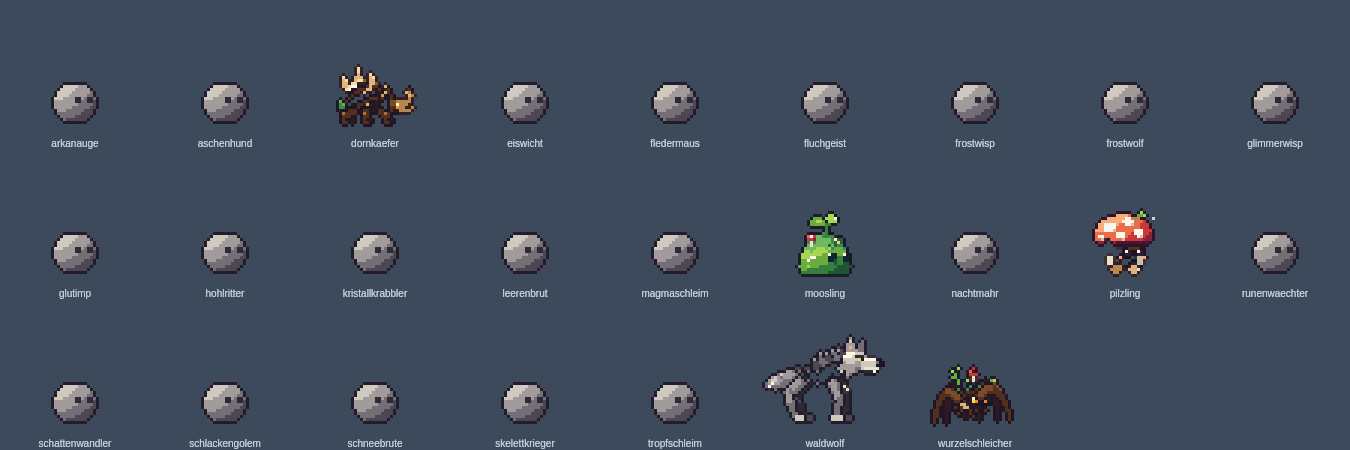 arkanauge aschenhund dornkaefer eiswicht fledermaus fluchgeist frostwisp frostwolf glimmerwisp
glutimp hohlritter kristallkrabbler leerenbrut magmaschleim moosling nachtmahr pilzling runenwaechter
schattenwandler schlackengolem schneebrute skelettkrieger tropfschleim waldwolf wurzelschleicher